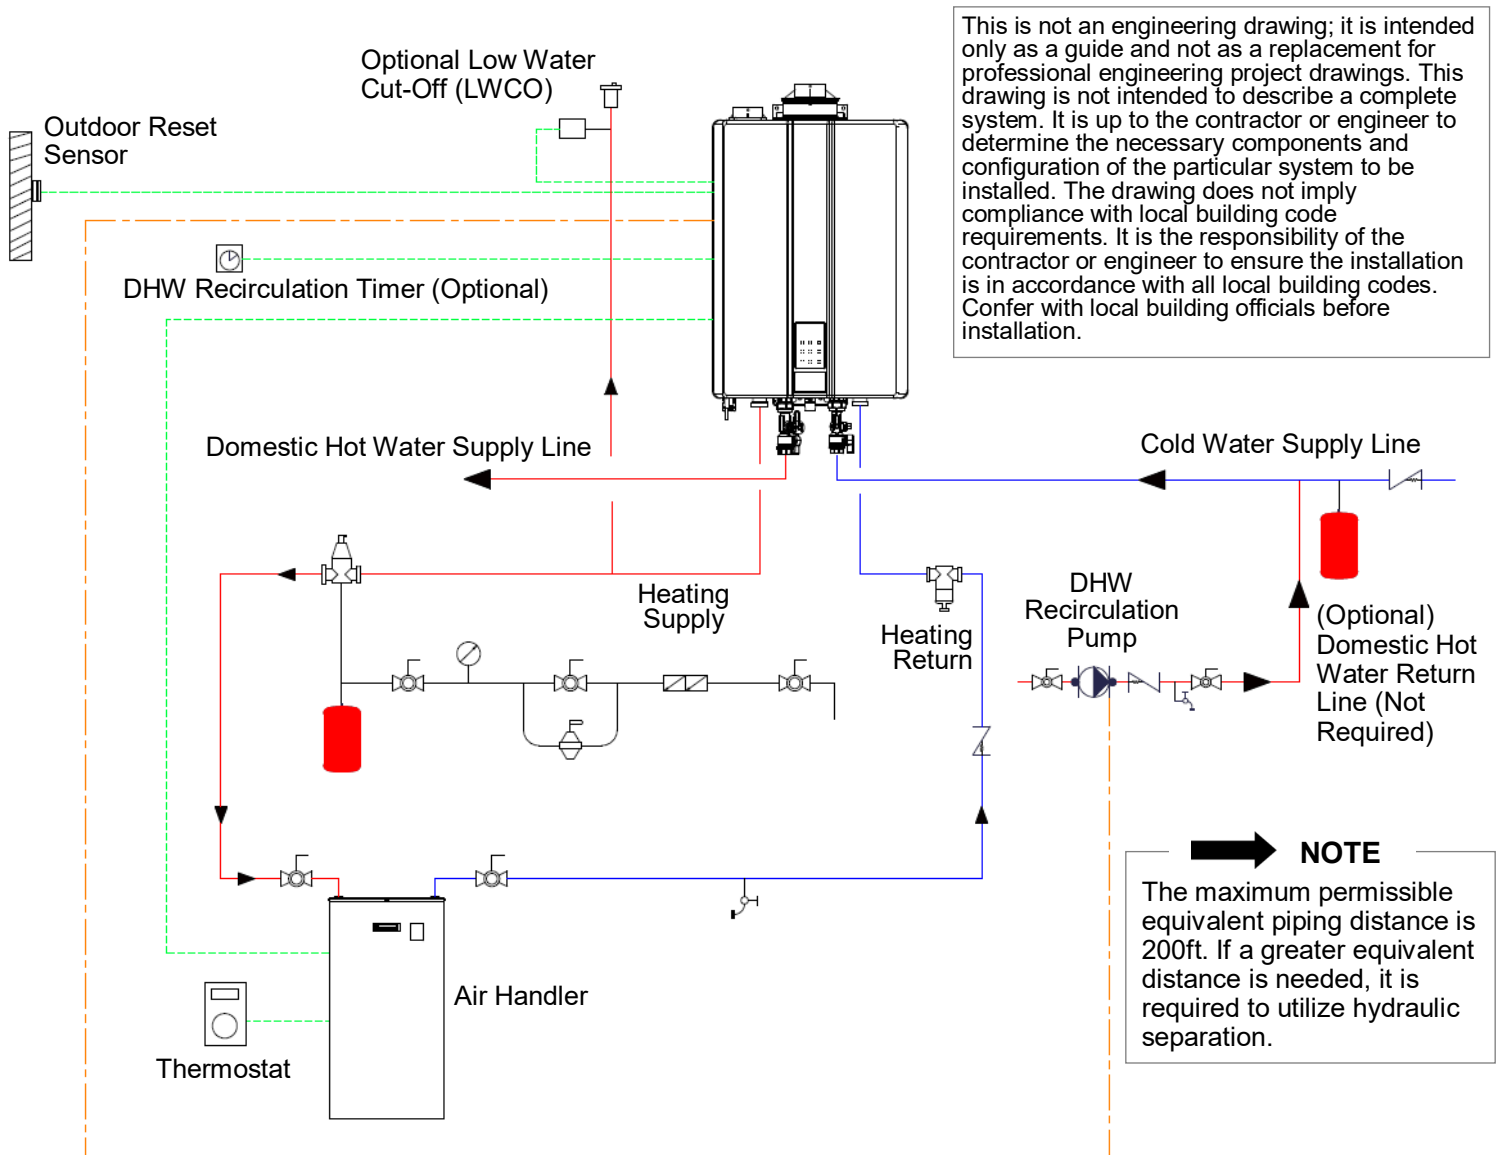 Optional Low Water
Cut-Off (LWCO)
Outdoor Reset
Sensor
DHW Recirculation Timer (Optional)
This is not an engineering drawing; it is intended
only as a guide and not as a replacement for
professional engineering project drawings. This
drawing is not intended to describe a complete
system. It is up to the contractor or engineer to
determine the necessary components and
configuration of the particular system to be
installed. The drawing does not imply
compliance with local building code
requirements. It is the responsibility of the
contractor or engineer to ensure the installation
is in accordance with all local building codes.
Confer with local building officials before
installation.
Domestic Hot Water Supply Line
Cold Water Supply Line
Heating
Supply
Heating
Return
DHW
Recirculation
Pump
(Optional)
Domestic Hot
Water Return
Line (Not
Required)
NOTE
The maximum permissible
equivalent piping distance is
200ft. If a greater equivalent
distance is needed, it is
required to utilize hydraulic
separation.
Air Handler
Thermostat